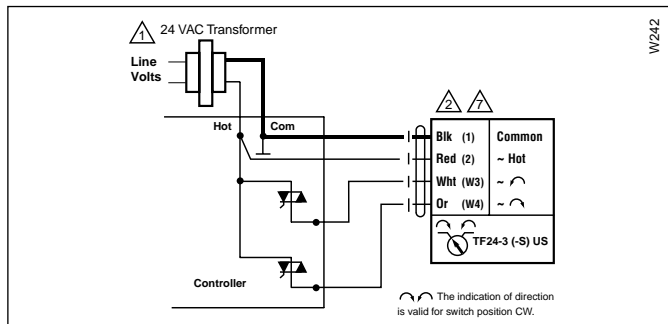 1 24 VAC Transformer
W242
Line
Volts
2 7
Hot Com
Blk (1) Common
Red (2) ~ Hot
Wht (W3) ~
Or (W4) ~
TF24-3 (-S) US
Controller
The indication of direction
is valid for switch position CW.